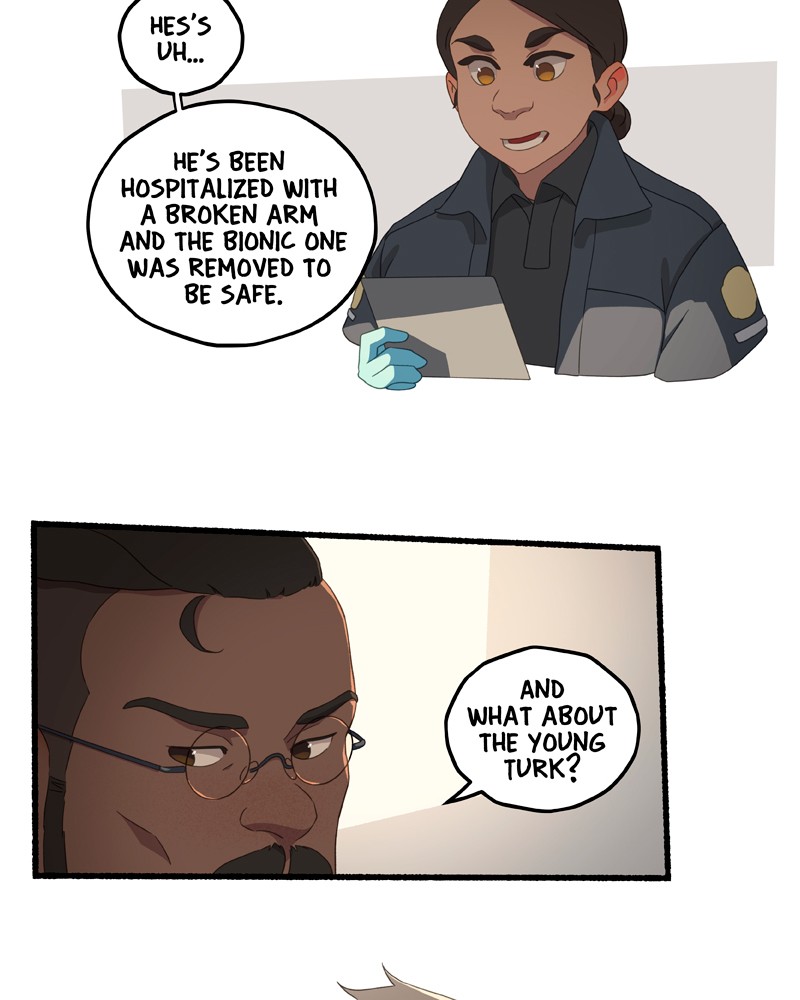 HES'S
UH...
HE'S BEEN
HOSPITALIZED WITH
A BROKEN ARM
AND THE BIONIC ONE
WAS REMOVED TO
BE SAFE.
AND
WHAT ABOUT
THE YOUNG
TURK?